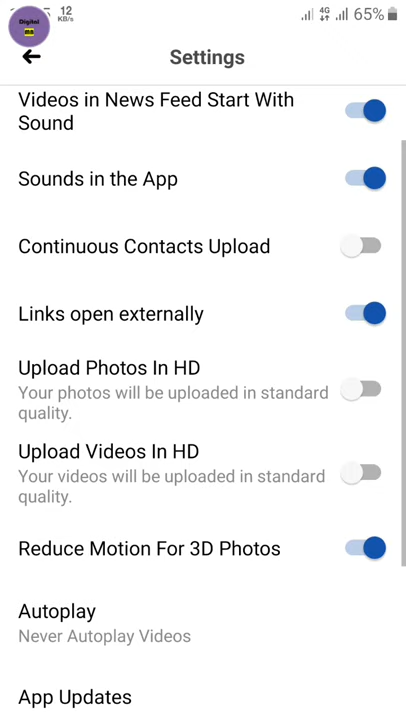 Digital
MS
12
KB/s
4G
65%
Settings
Videos in News Feed Start With
Sound
Sounds in the App
Continuous Contacts Upload
Links open externally
Upload Photos In HD
Your photos will be uploaded in standard
quality.
Upload Videos In HD
Your videos will be uploaded in standard
quality.
Reduce Motion For 3D Photos
Autoplay
Never Autoplay Videos
App Updates